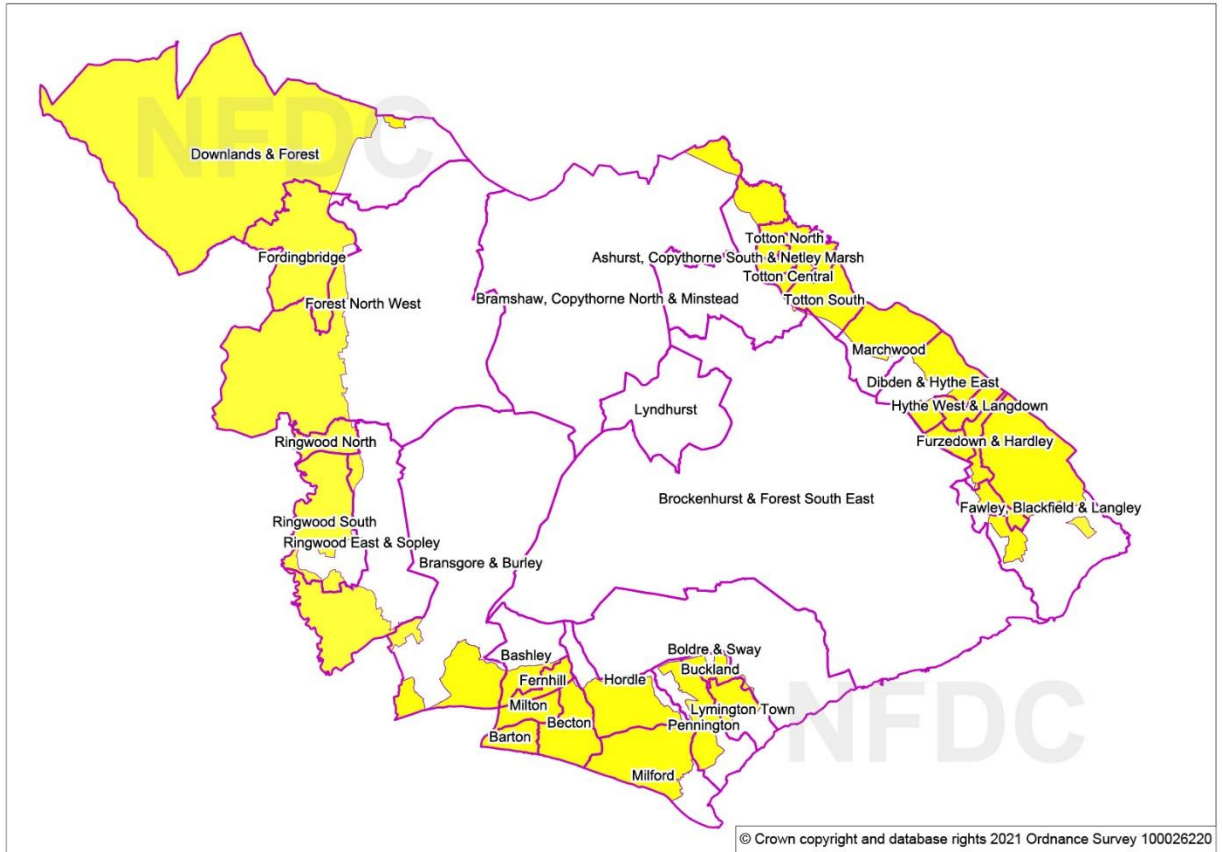 NFDC
Downlands & Forest
Totton North
Fordingbridge
Ashurst, Copythorne South & Netley Marsh
Totton Central
Forest North West
Bramshaw, Copythorne North & Minstead
Totton South
Marchwood
Dibden & Hythe East
Lyndhurst
Hythe West & Langdown
Ringwood North
Furzedown & Hardley
Brockenhurst & Forest South East
Fawley, Blackfield & Langley
Ringwood South
Ringwood East & Sopley
Bransgore & Burley
Boldre & Sway
Bashley
Buckland
Fernhill
Hordle
Milton
Lymington Town
Becton
Pennington
Barton
NFDC
Milford
© Crown copyright and database rights 2021 Ordnance Survey 100026220